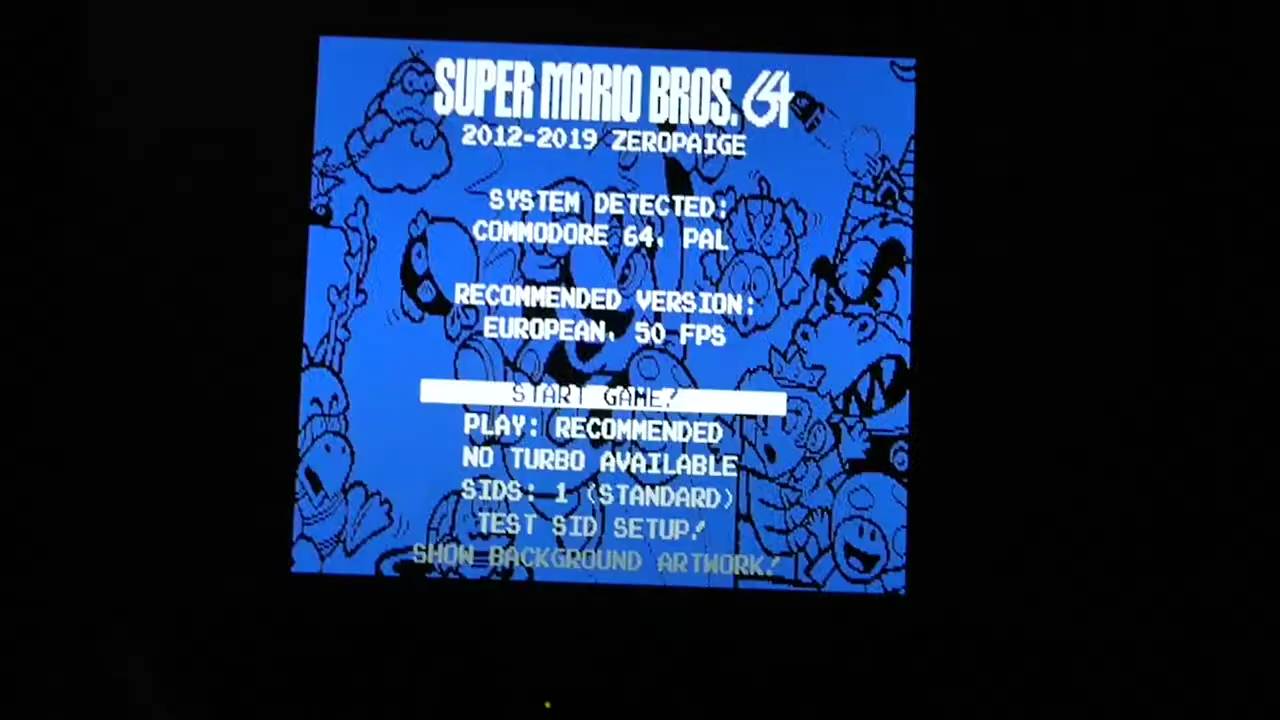 SUPER MARIO BROS. 64
2012-2019 ZEROPAIGE
SYSTEM DETECTED:
COMMODORE 64, PAL
RECOMMENDED VERSION:
EUROPEAN, 50 FPS
START GAME!
PLAY: RECOMMENDED
NO TURBO AVAILABLE
SIDS: 1 (STANDARD)
TEST SID SETUP!
SHOW BACKGROUND ARTWORK!